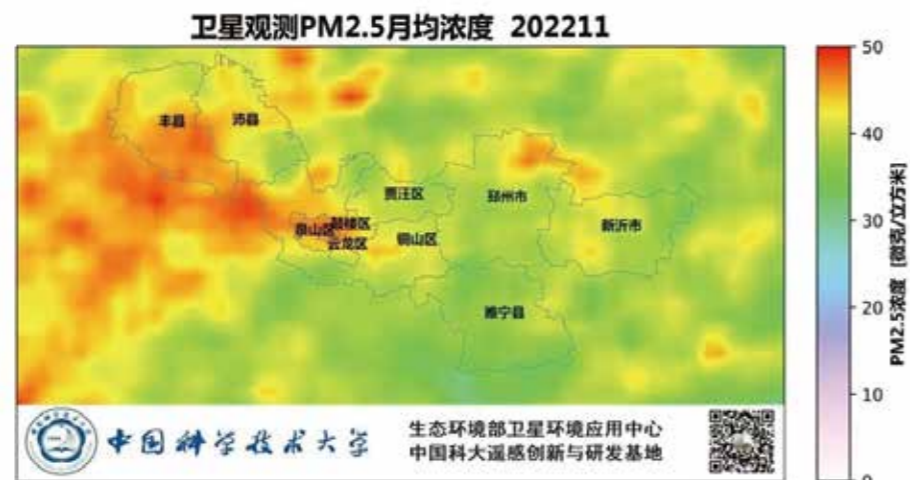 卫星观测PM2.5月均浓度 202211
丰县
沛县
贾汪区
邳州市
鼓楼区
泉山区
云龙区
铜山区
新沂市
睢宁县
50
40
30
20
10
0
PM2.5浓度 [微克/立方米]
中国科学技术大学
生态环境部卫星环境应用中心
中国科大遥感创新与研发基地